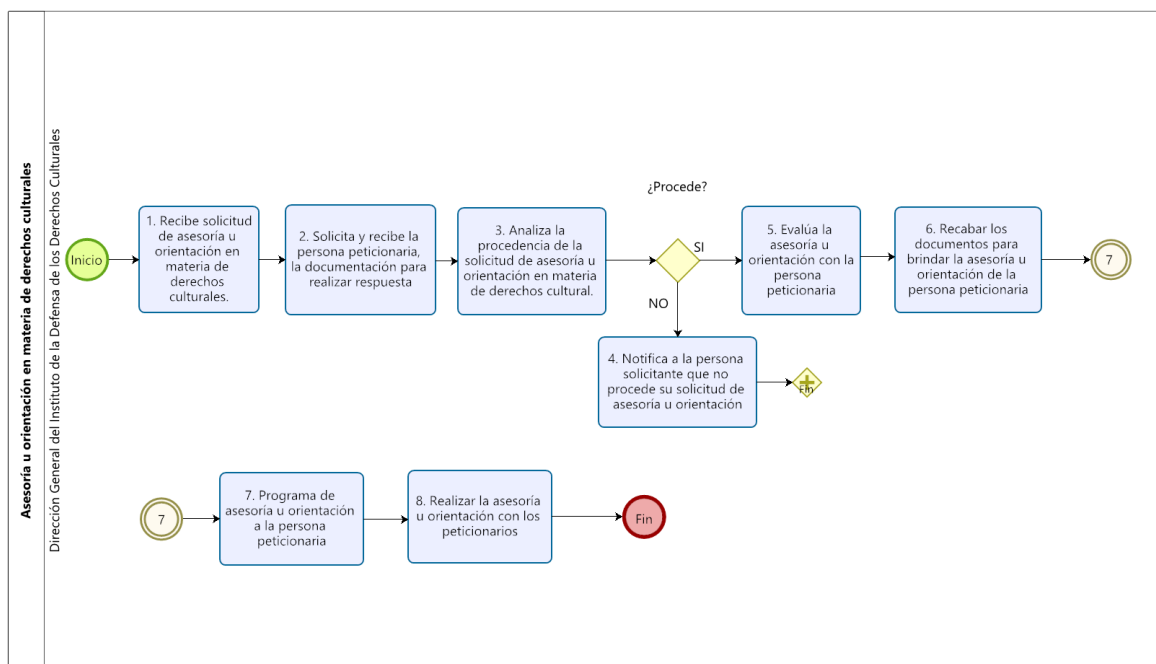 Asesoría u orientación en materia de derechos culturales
Dirección General del Instituto de la Defensa de los Derechos Culturales
Inicio
1. Recibe solicitud
de asesoría u
orientación en
materia de
derechos
culturales.
2. Solicita y recibe la
persona peticionaria,
la documentación para
realizar respuesta
3. Analiza la
procedencia de la
solicitud de asesoría u
orientación en materia
de derechos cultural.
¿Procede?
SI
NO
4. Notifica a la persona
solicitante que no
procede su solicitud de
asesoría u orientación
Fin
5. Evalúa la
asesoría u
orientación con la
persona
peticionaria
6. Recabar los
documentos para
brindar la asesoría u
orientación de la
persona peticionaria
7
7
7. Programa de
asesoría u orientación
a la persona
peticionaria
8. Realizar la asesoría
u orientación con los
peticionarios
Fin